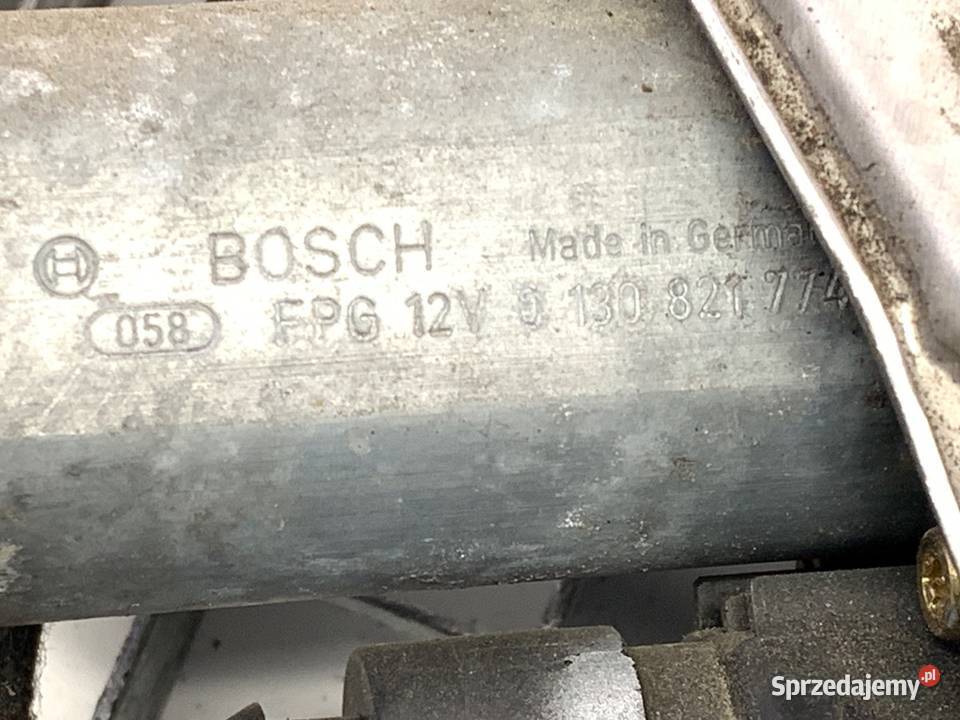 BOSCH Made in Germa
058 FPG 12V 0 130 821 774
Sprzedajemy.pl